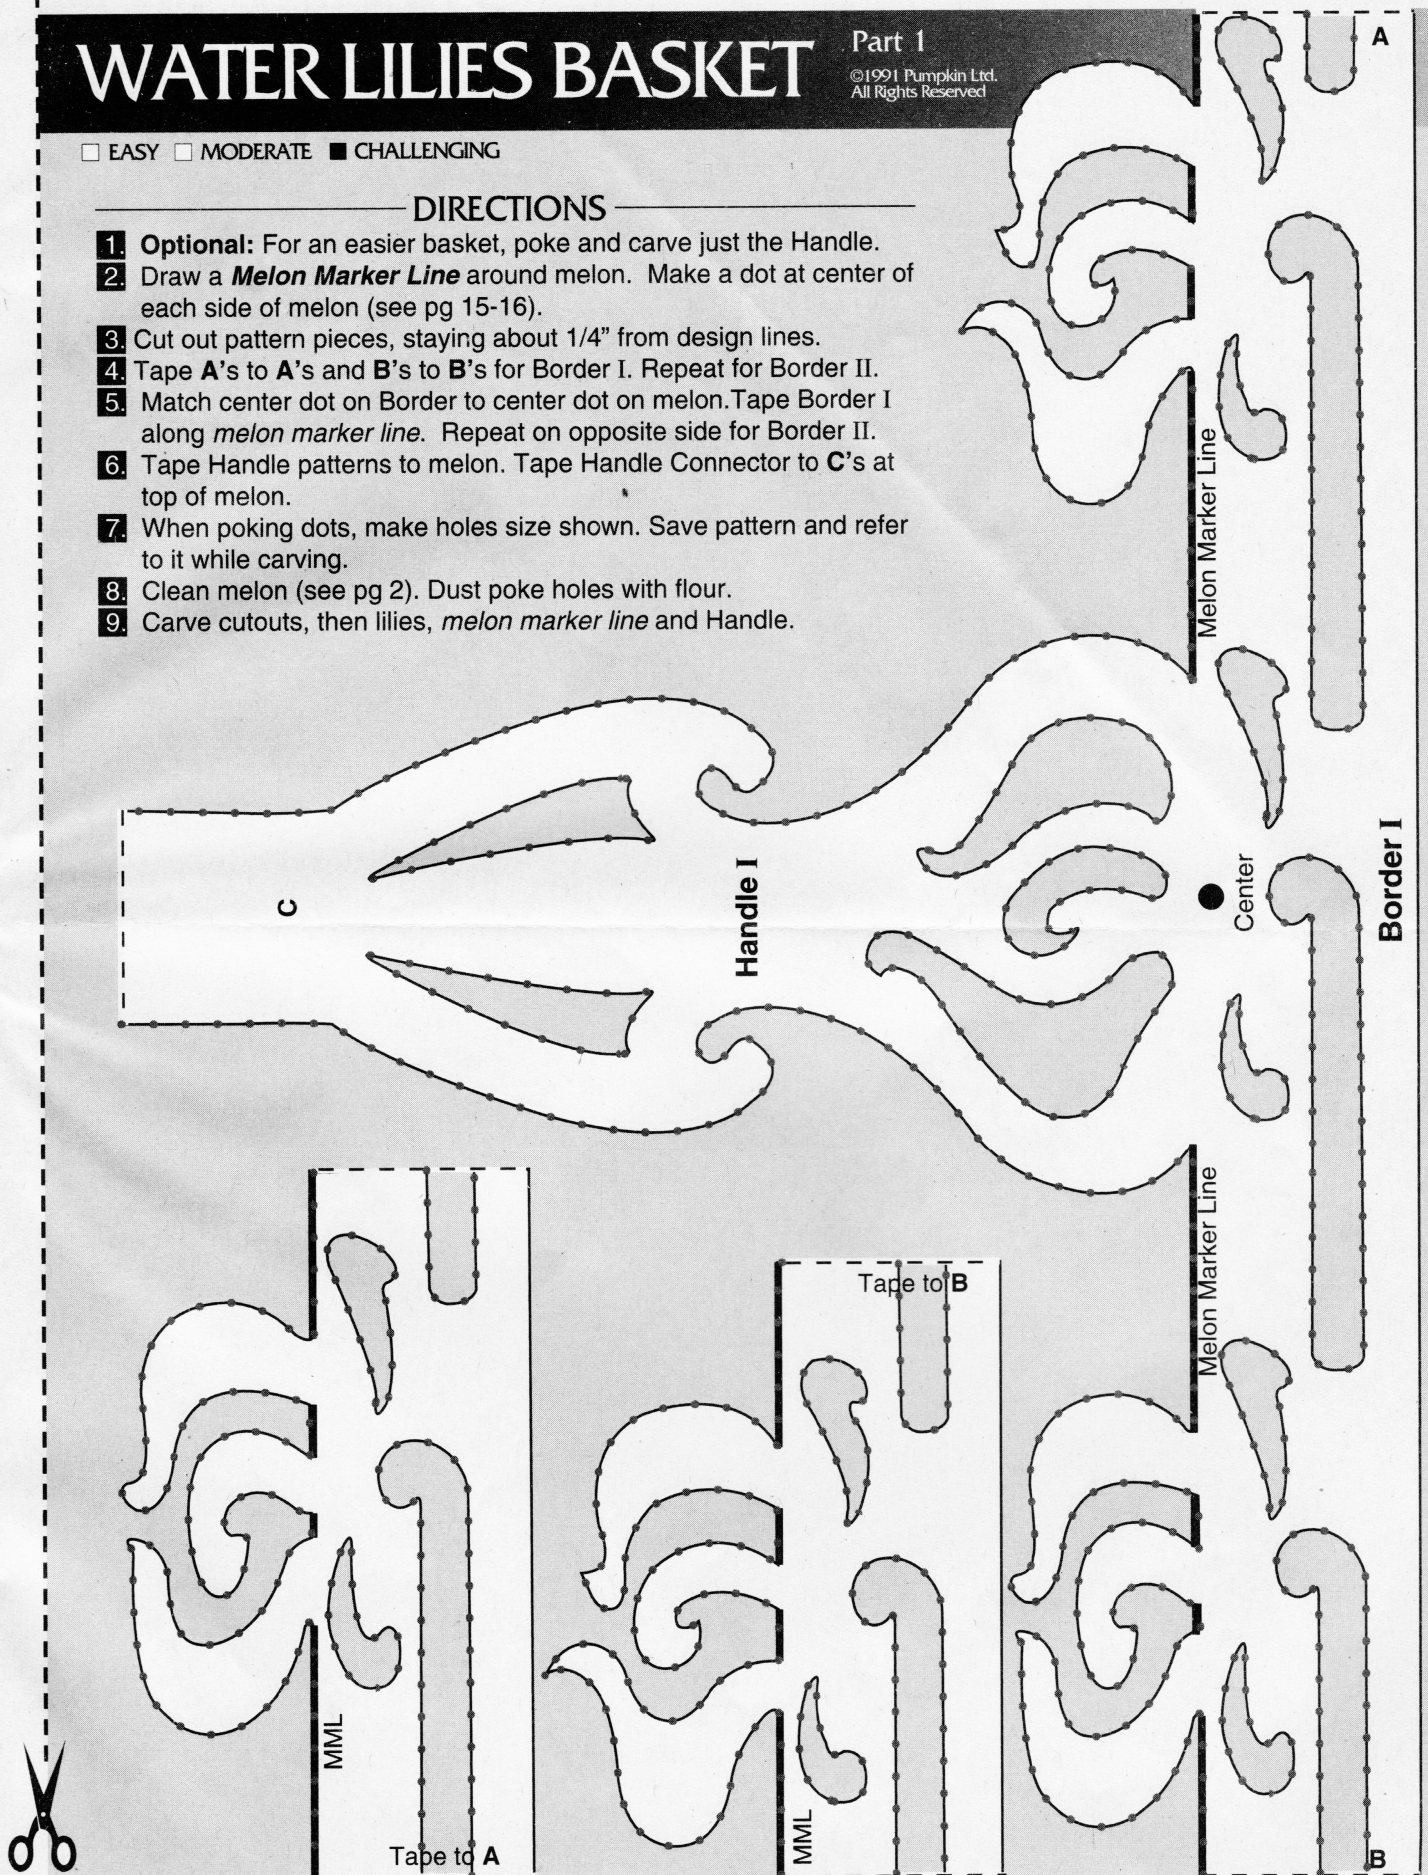 WATER LILIES BASKET
Part 1
©1991 Pumpkin Ltd.
All Rights Reserved
EASY MODERATE CHALLENGING
DIRECTIONS
1. Optional: For an easier basket, poke and carve just the Handle.
2. Draw a Melon Marker Line around melon. Make a dot at center of
each side of melon (see pg 15-16).
3. Cut out pattern pieces, staying about 1/4" from design lines.
4. Tape A's to A's and B's to B's for Border I. Repeat for Border II.
5. Match center dot on Border to center dot on melon.Tape Border I
along melon marker line. Repeat on opposite side for Border II.
6. Tape Handle patterns to melon. Tape Handle Connector to C's at
top of melon.
7. When poking dots, make holes size shown. Save pattern and refer
to it while carving.
8. Clean melon (see pg 2). Dust poke holes with flour.
9. Carve cutouts, then lilies, melon marker line and Handle.
A
Melon Marker Line
C
Handle I
Center
Border I
Melon Marker Line
Tape to B
MML
Tape to A
MML
B